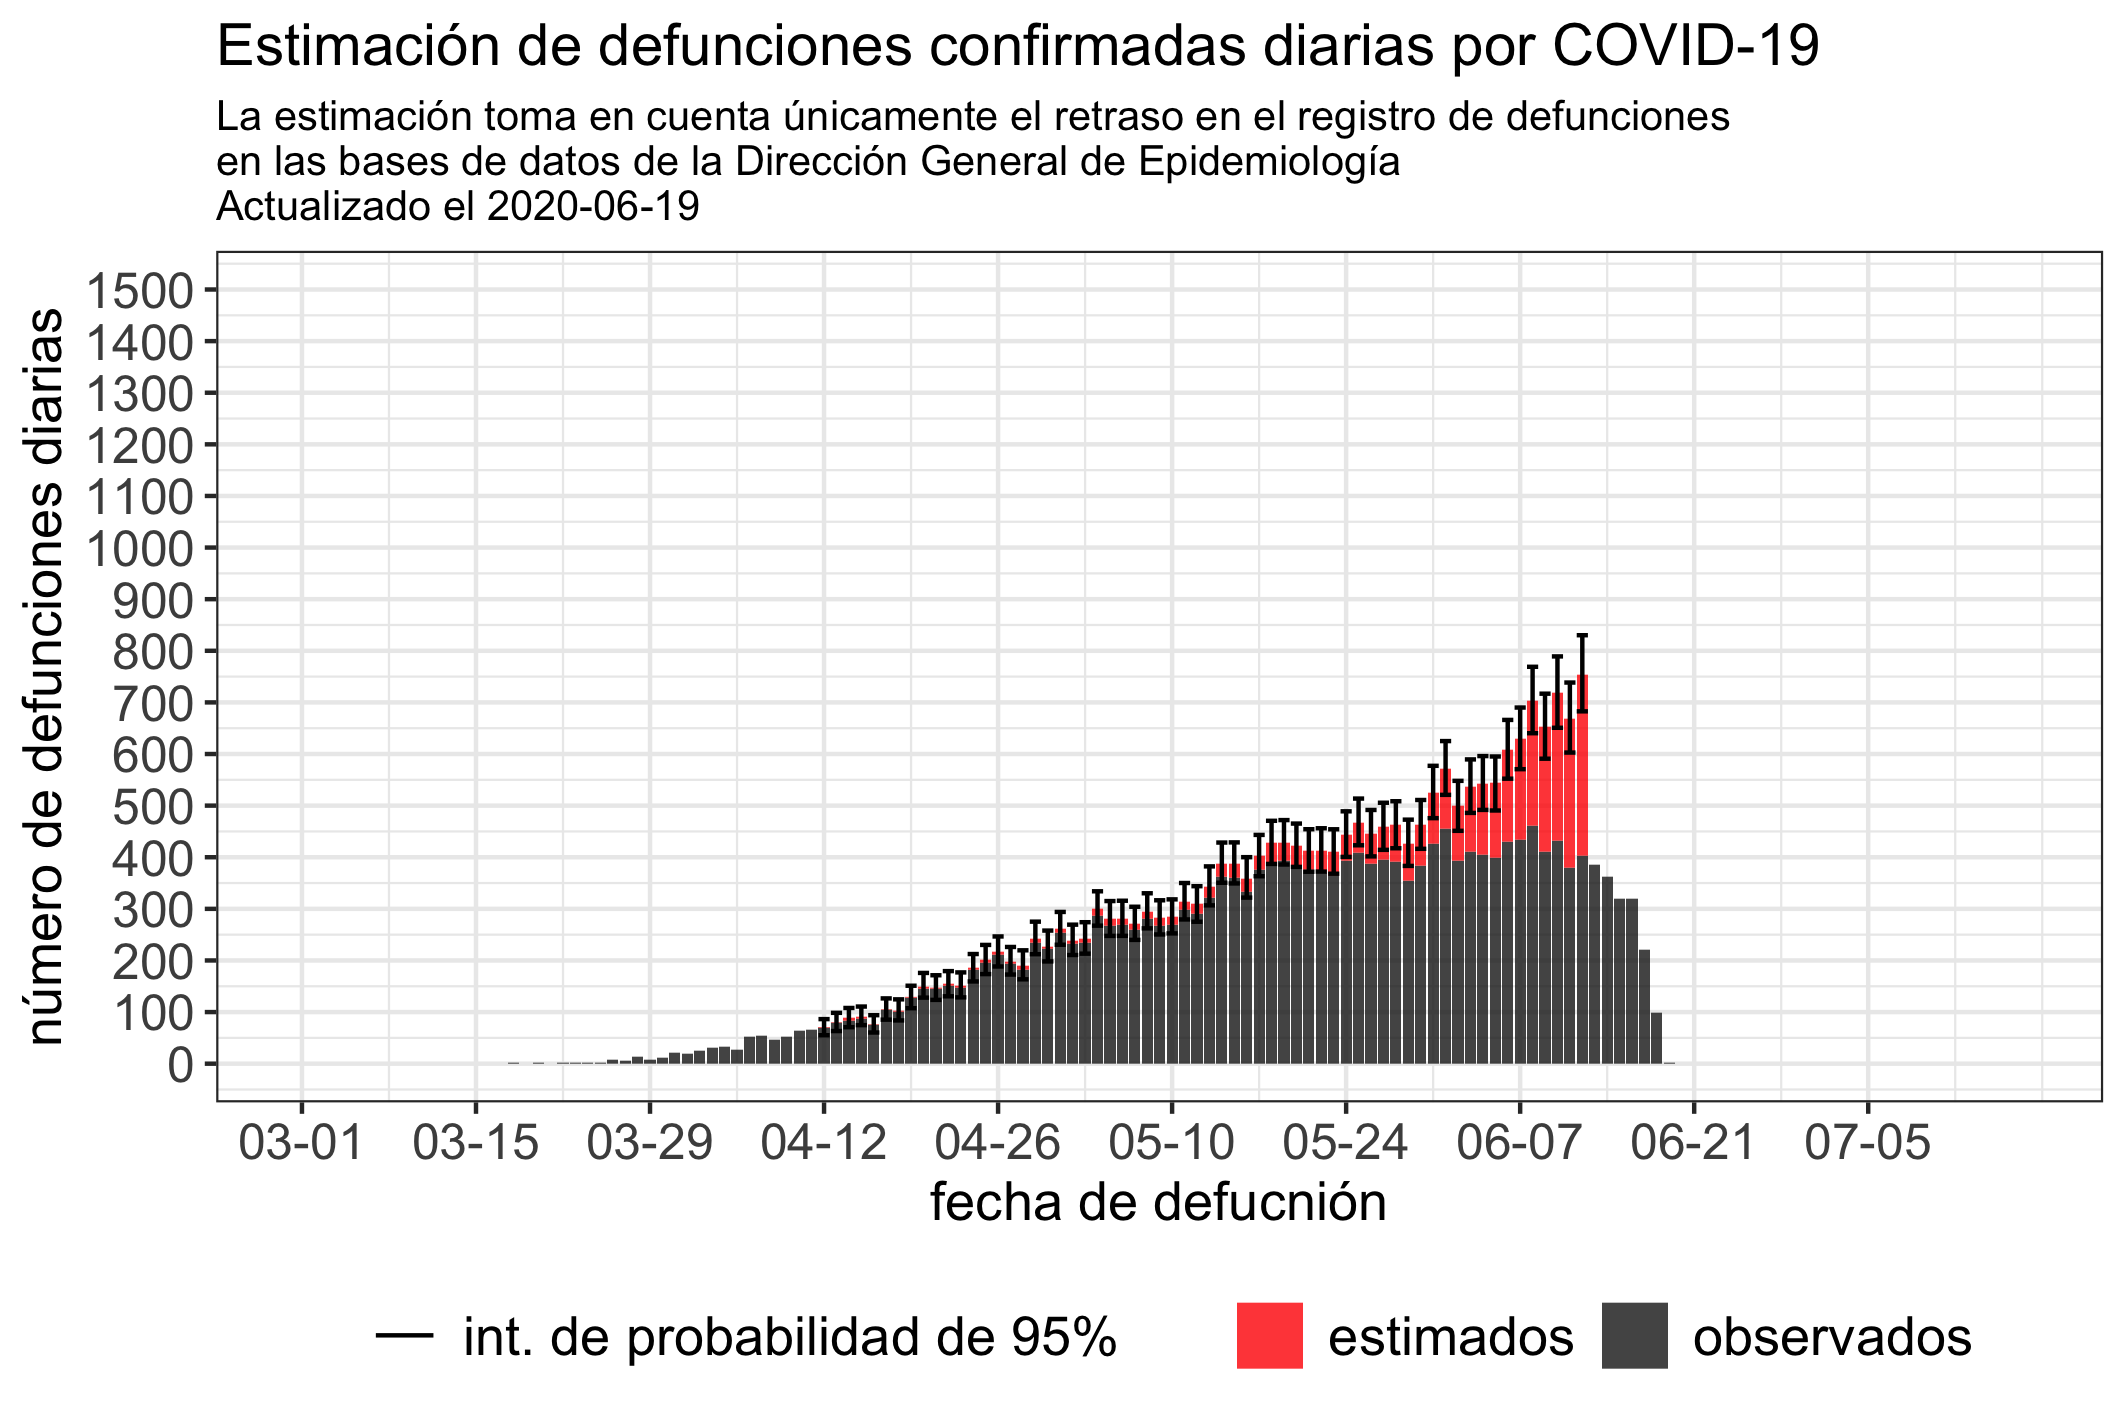 Estimación de defunciones confirmadas diarias por COVID-19
La estimación toma en cuenta únicamente el retraso en el registro de defunciones
en las bases de datos de la Dirección General de Epidemiología
Actualizado el 2020-06-19
número de defunciones diarias
1500
1400
1300
1200
1100
1000
900
800
700
600
500
400
300
200
100
0
03-01 03-15 03-29 04-12 04-26 05-10 05-24 06-07 06-21 07-05
fecha de defucnión
int. de probabilidad de 95% estimados observados